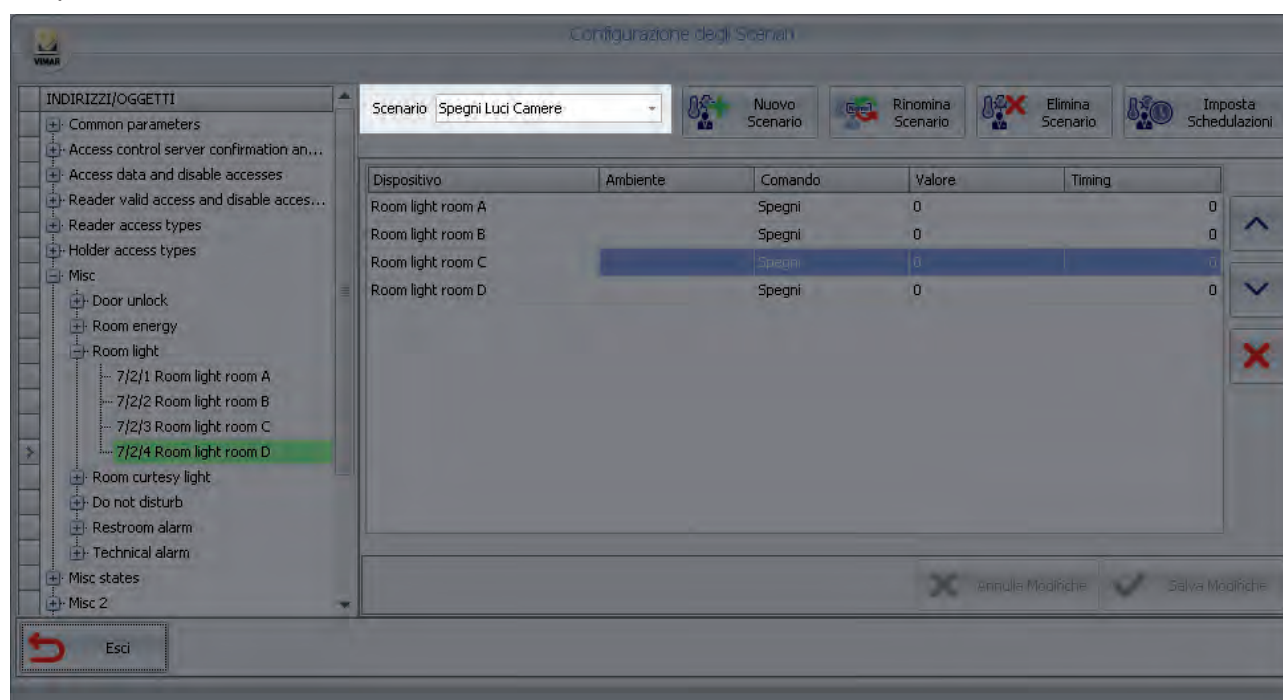 Configurazione degli Scenari
VIMAR
INDIRIZZI/OGGETTI
Common parameters
Access control server confirmation an...
Access data and disable accesses
Reader valid access and disable acces...
Reader access types
Holder access types
Misc
Door unlock
Room energy
Room light
7/2/1 Room light room A
7/2/2 Room light room B
7/2/3 Room light room C
7/2/4 Room light room D
Room curtesy light
Do not disturb
Restroom alarm
Technical alarm
Misc states
Misc 2
Scenario Spegni Luci Camere
Nuovo Scenario
Rinomina Scenario
Elimina Scenario
Imposta Schedulazioni
Dispositivo Ambiente Comando Valore Timing
Room light room A Spegni 0 0
Room light room B Spegni 0 0
Room light room C Spegni 0 0
Room light room D Spegni 0 0
Annulla Modifiche
Salva Modifiche
Esci